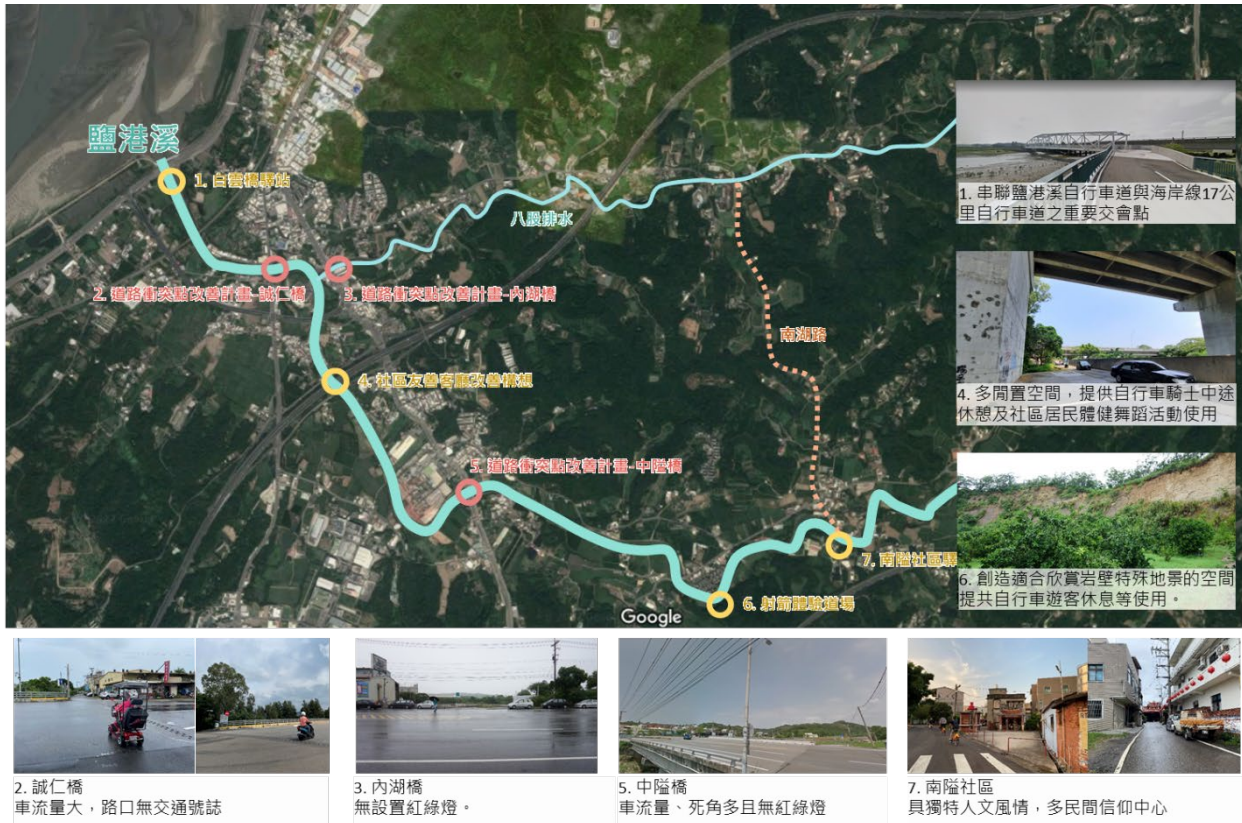 鹽港溪
1. 白雲橋驛站
八股排水
2. 道路衝突點改善計畫-誠仁橋
3. 道路衝突點改善計畫-內湖橋
南湖路
4. 社區友善客廳改善構想
5. 道路衝突點改善計畫-中隘橋
7. 南隘社區驛
6. 射箭體驗道場
Google
1. 串聯鹽港溪自行車道與海岸線17公
里自行車道之重要交會點
4. 多閒置空間，提供自行車騎士中途
休憩及社區居民體健舞蹈活動使用
6. 創造適合欣賞岩壁特殊地景的空間
提共自行車遊客休息等使用。
2. 誠仁橋
車流量大，路口無交通號誌
3. 內湖橋
無設置紅綠燈。
5. 中隘橋
車流量、死角多且無紅綠燈
7. 南隘社區
具獨特人文風情，多民間信仰中心